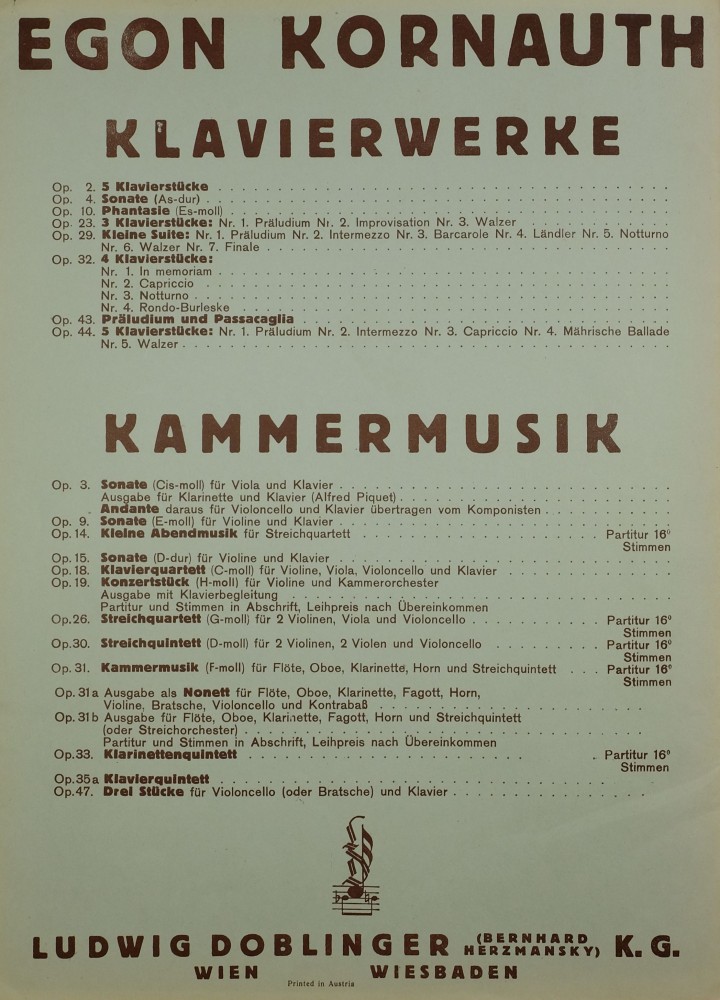 EGON KORNAUTH
KLAVIERWERKE
Op. 2. 5 Klavierstücke
Op. 4. Sonate (As-dur)
Op. 10. Phantasie (Es-moll)
Op. 23. 3 Klavierstücke: Nr. 1. Präludium Nr. 2. Improvisation Nr. 3. Walzer
Op. 29. Kleine Suite: Nr. 1. Präludium Nr. 2. Intermezzo Nr. 3. Barcarole Nr. 4. Ländler Nr. 5. Notturno
Nr. 6. Walzer Nr. 7. Finale
Op. 32. 4 Klavierstücke:
Nr. 1. In memoriam
Nr. 2. Capriccio
Nr. 3. Notturno
Nr. 4. Rondo-Burleske
Op. 43. Präludium und Passacaglia
Op. 44. 5 Klavierstücke: Nr. 1. Präludium Nr. 2. Intermezzo Nr. 3. Capriccio Nr. 4. Mährische Ballade
Nr. 5. Walzer
KAMMERMUSIK
Op. 3. Sonate (Cis-moll) für Viola und Klavier
Ausgabe für Klarinette und Klavier (Alfred Piquet)
Andante daraus für Violoncello und Klavier übertragen vom Komponisten
Op. 9. Sonate (E-moll) für Violine und Klavier
Op. 14. Kleine Abendmusik für Streichquartett Partitur 16°
Stimmen
Op. 15. Sonate (D-dur) für Violine und Klavier
Op. 18. Klavierquartett (C-moll) für Violine, Viola, Violoncello und Klavier
Op. 19. Konzertstück (H-moll) für Violine und Kammerorchester
Ausgabe mit Klavierbegleitung
Partitur und Stimmen in Abschrift, Leihpreis nach Übereinkommen
Op. 26. Streichquartett (G-moll) für 2 Violinen, Viola und Violoncello Partitur 16°
Stimmen
Op. 30. Streichquintett (D-moll) für 2 Violinen, 2 Violen und Violoncello Partitur 16°
Stimmen
Op. 31. Kammermusik (F-moll) für Flöte, Oboe, Klarinette, Horn und Streichquintett Partitur 16°
Stimmen
Op. 31a Ausgabe als Nonett für Flöte, Oboe, Klarinette, Fagott, Horn,
Violine, Bratsche, Violoncello und Kontrabaß
Op. 31b Ausgabe für Flöte, Oboe, Klarinette, Fagott, Horn und Streichquintett
(oder Streichorchester)
Partitur und Stimmen in Abschrift, Leihpreis nach Übereinkommen
Op. 33. Klarinettenquintett Partitur 16°
Stimmen
Op. 35a Klavierquintett
Op. 47. Drei Stücke für Violoncello (oder Bratsche) und Klavier
LUDWIG DOBLINGER (BERNHARD HERZMANSKY) K. G.
WIEN WIESBADEN
Printed in Austria